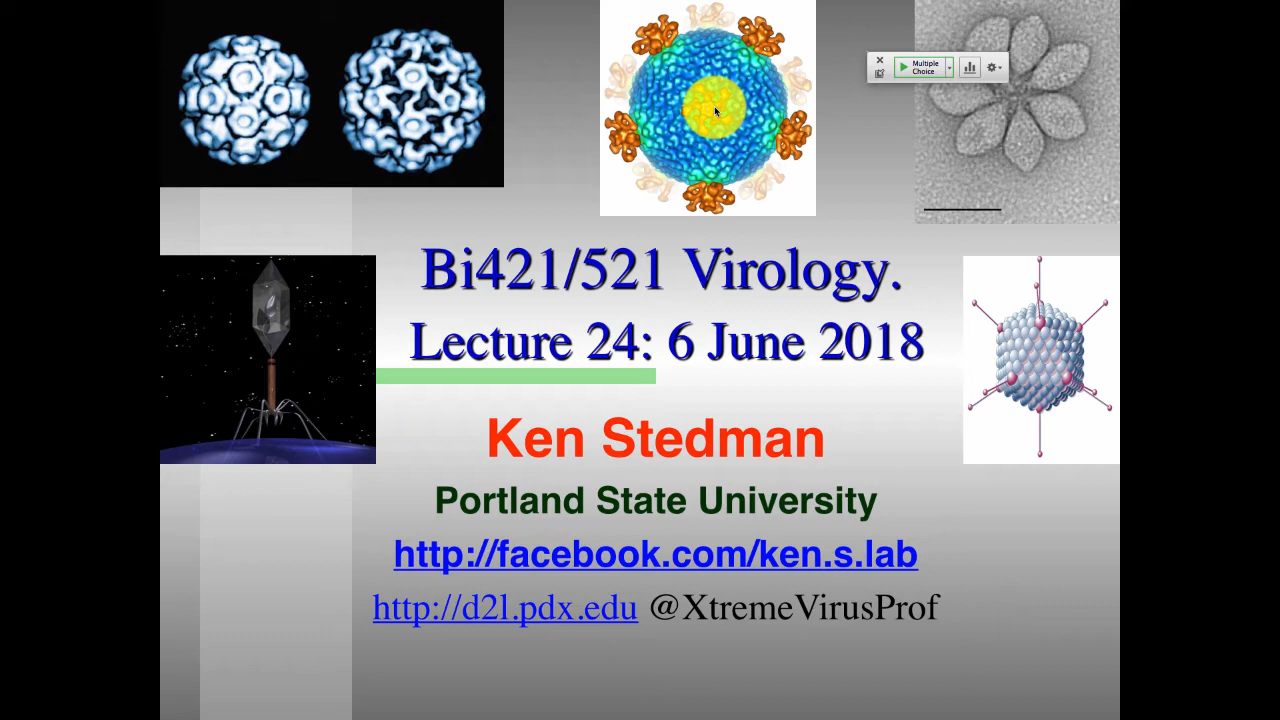 Multiple
Choice
Bi421/521 Virology.
Lecture 24: 6 June 2018
Ken Stedman
Portland State University
http://facebook.com/ken.s.lab
http://d2l.pdx.edu @XtremeVirusProf